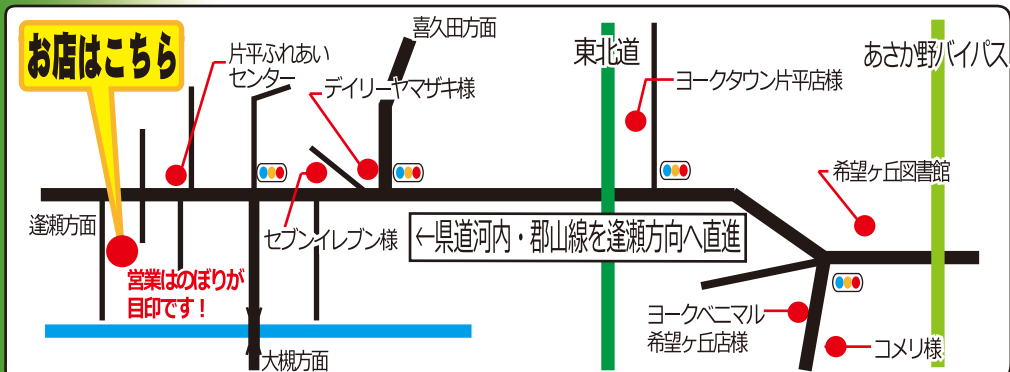 お店はこちら
片平ふれあい
センター
デイリーヤマザキ様
喜久田方面
東北道
ヨークタウン片平店様
あさか野バイパス
希望ヶ丘図書館
逢瀬方面
セブンイレブン様
←県道河内・郡山線を逢瀬方向へ直進
営業はのぼりが
目印です！
大槻方面
ヨークベニマル
希望ヶ丘店様
コメリ様